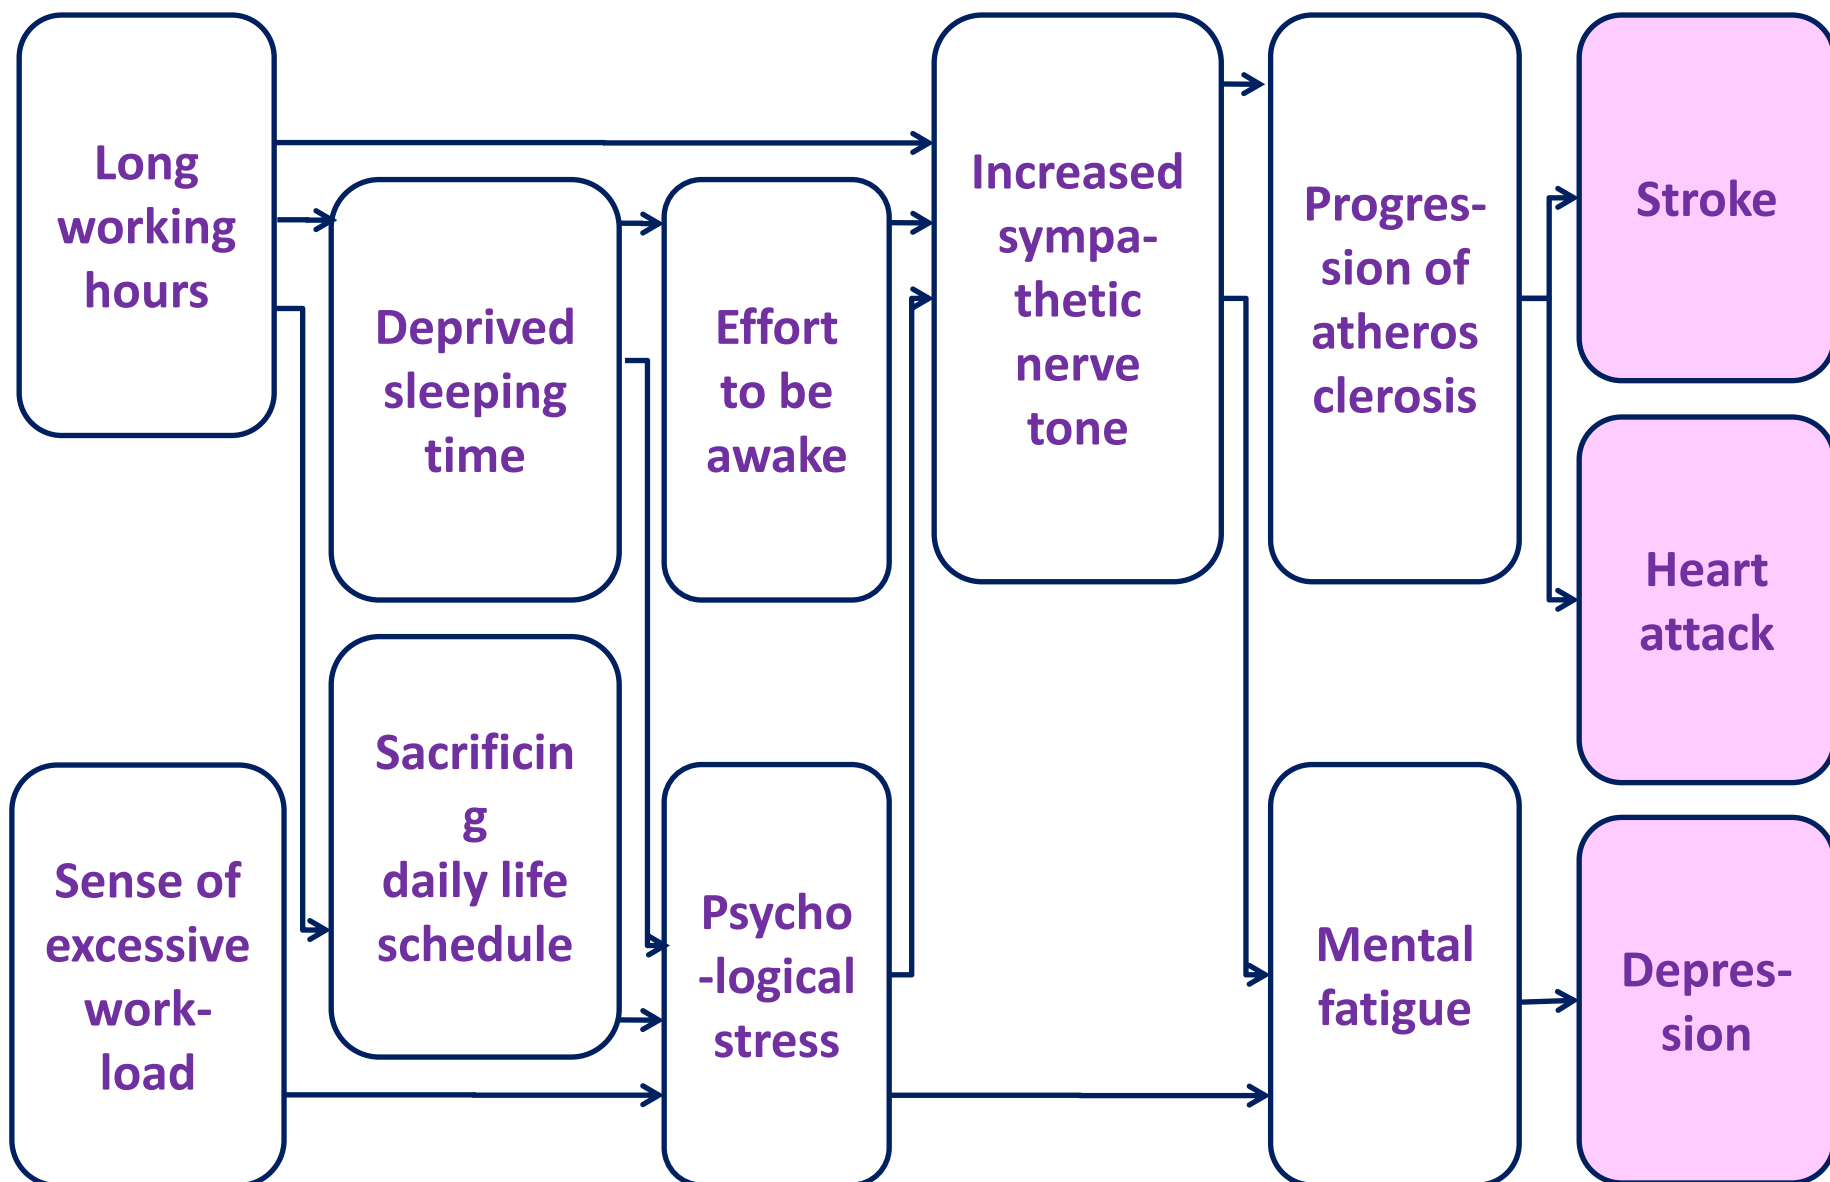 Long
working
hours
Deprived
sleeping
time
Effort
to be
awake
Increased
sympa-
thetic
nerve
tone
Progres-
sion of
atheros
clerosis
Stroke
Heart
attack
Sense of
excessive
work-
load
Sacrificin
g
daily life
schedule
Psycho
-logical
stress
Mental
fatigue
Depres-
sion